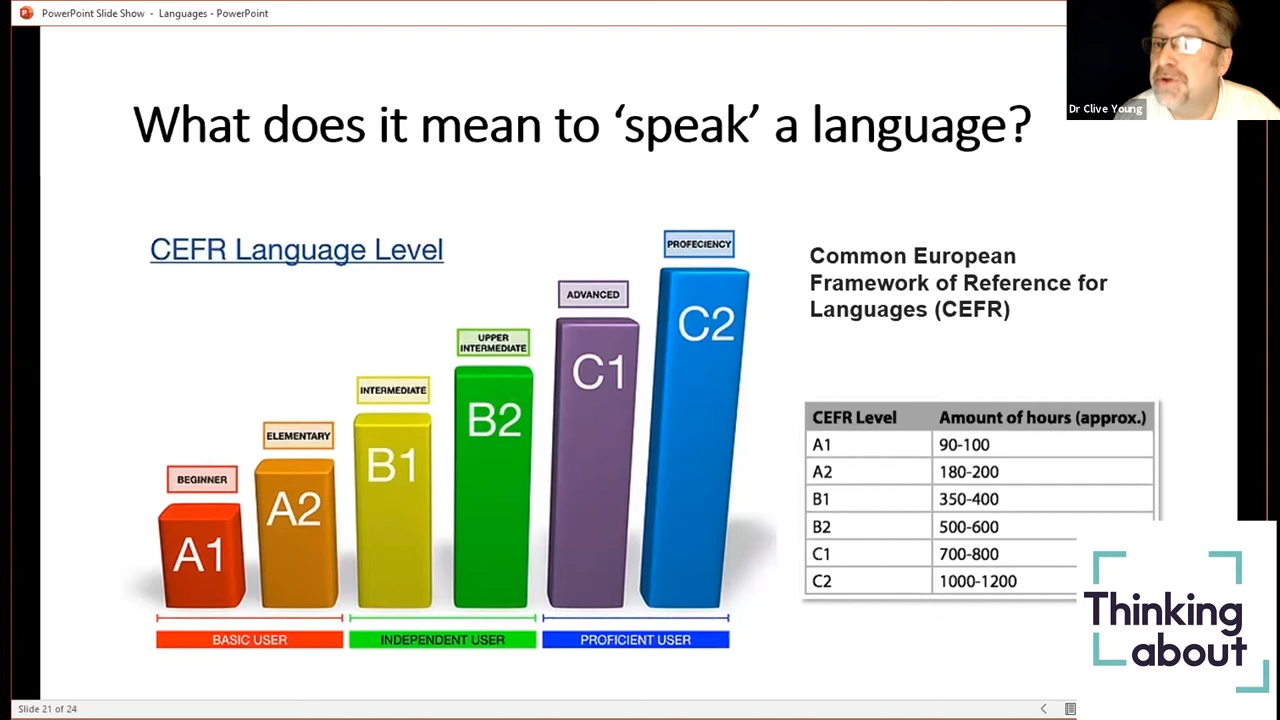 PowerPoint Slide Show - Languages - PowerPoint
Dr Clive Young
What does it mean to ‘speak’ a language?
CEFR Language Level
BEGINNER
A1
ELEMENTARY
A2
INTERMEDIATE
B1
UPPER
INTERMEDIATE
B2
ADVANCED
C1
PROFECIENCY
C2
BASIC USER
INDEPENDENT USER
PROFICIENT USER
Common European
Framework of Reference for
Languages (CEFR)
CEFR Level Amount of hours (approx.)
A1 90-100
A2 180-200
B1 350-400
B2 500-600
C1 700-800
C2 1000-1200
Thinking
about
Slide 21 of 24